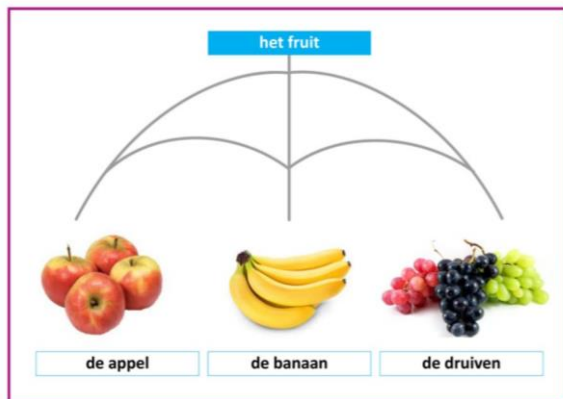 het fruit
de appel
de banaan
de druiven